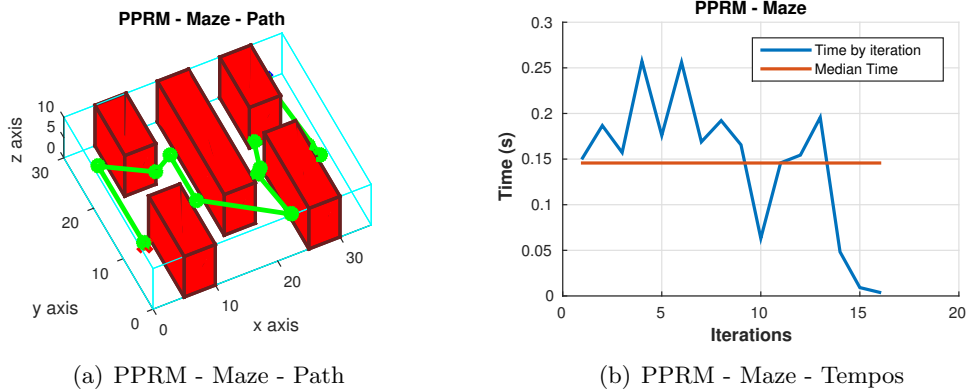 PPRM - Maze - Path
z axis
10
5
0
30
20
10
0
y axis
0
10
20
30
x axis
(a) PPRM - Maze - Path
PPRM - Maze
Time (s)
0.3
0.25
0.2
0.15
0.1
0.05
0
0
5
10
15
20
Iterations
Time by iteration
Median Time
(b) PPRM - Maze - Tempos